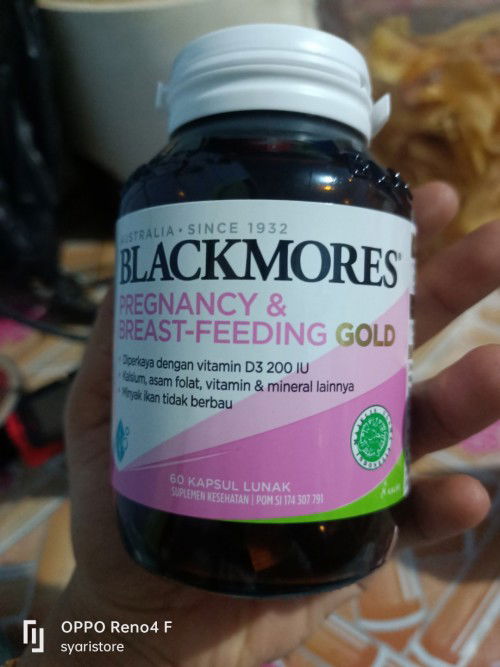 AUSTRALIA • SINCE 1932
BLACKMORES®
PREGNANCY &
BREAST-FEEDING GOLD
• Diperkaya dengan vitamin D3 200 IU
• Kalsium, asam folat, vitamin & mineral lainnya
• Minyak ikan tidak berbau
60 KAPSUL LUNAK
SUPLEMEN KESEHATAN | POM SI 174 307 791
OPPO Reno4 F
syaristore